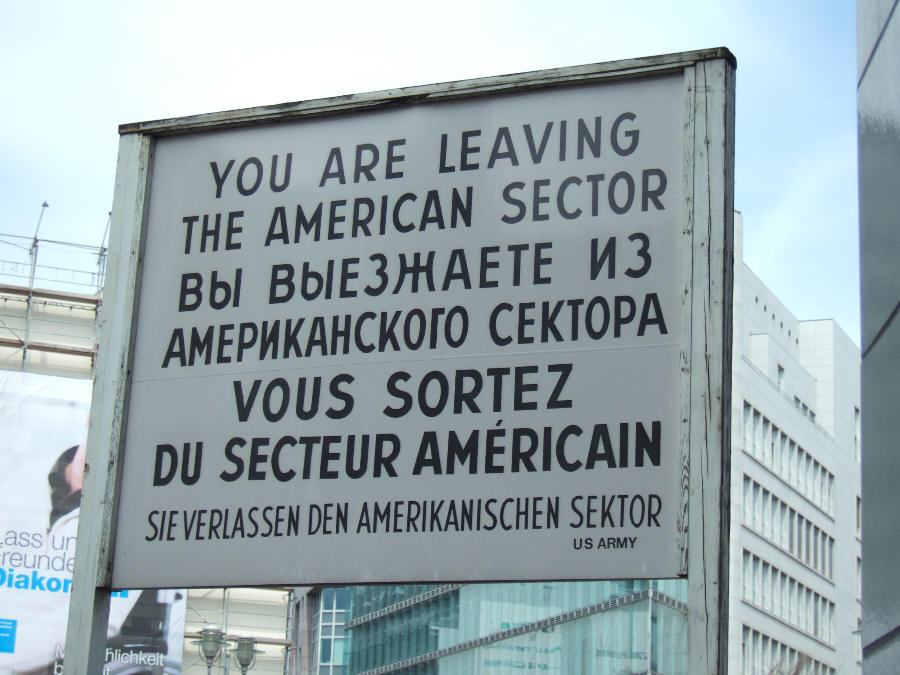 YOU ARE LEAVING
THE AMERICAN SECTOR
ВЫ ВЫЕЗЖАЕТЕ ИЗ
АМЕРИКАНСКОГО СЕКТОРА
VOUS SORTEZ
DU SECTEUR AMÉRICAIN
SIE VERLASSEN DEN AMERIKANISCHEN SEKTOR
US ARMY